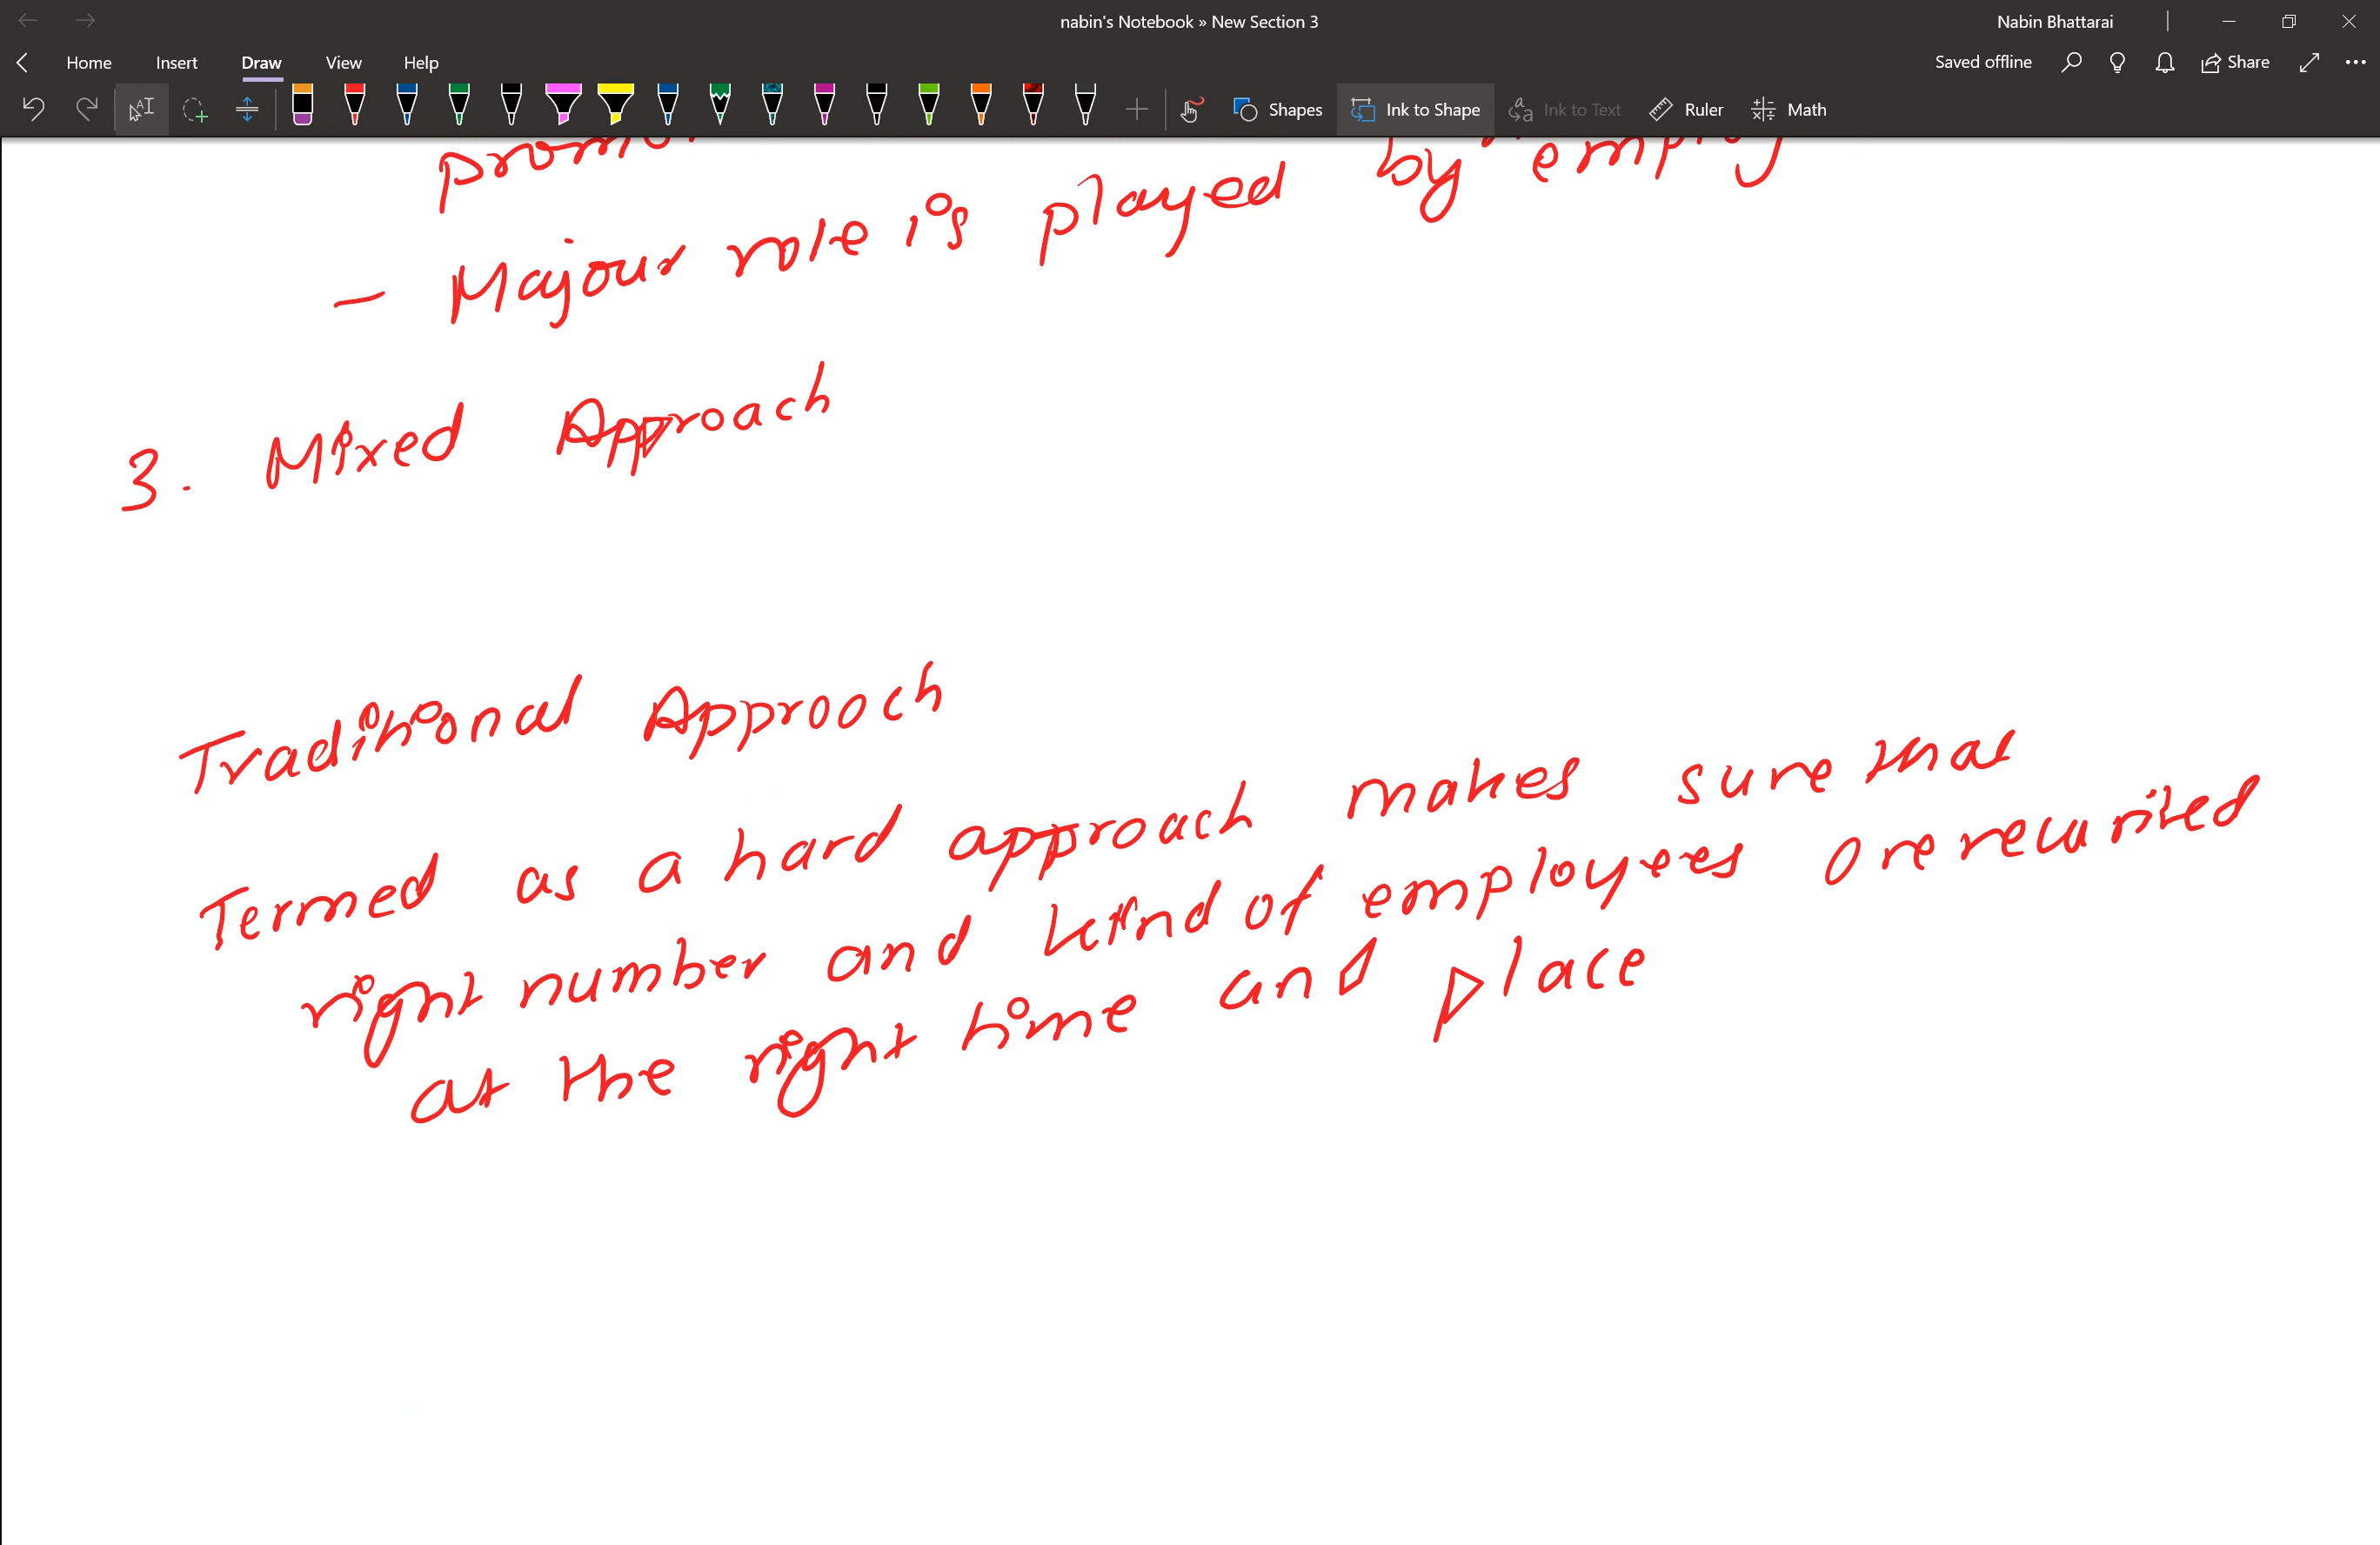 nabin's Notebook » New Section 3
Nabin Bhattarai
Home Insert Draw View Help
Saved offline
Share
Shapes Ink to Shape Ink to Text Ruler Math
– Majour role is played by
3. Mixed Approach
Traditional Approach
Termed as a hard approach makes sure that
right number and kind of employees are
at the right time and place